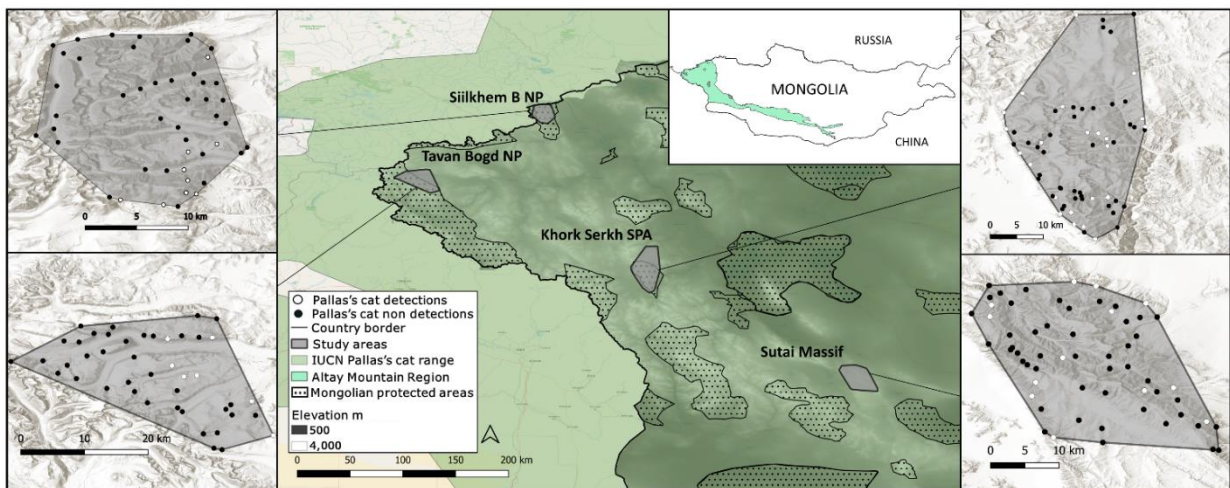 0 5 10 km
0 10 20 km
Siilkhem B NP
Tavan Bogd NP
Khork Serkh SPA
Sutai Massif
RUSSIA
MONGOLIA
CHINA
Pallas's cat detections
Pallas's cat non detections
Country border
Study areas
IUCN Pallas's cat range
Altay Mountain Region
Mongolian protected areas
Elevation m
500
4,000
0 50 100 150 200 km
0 5 10 km
0 5 10 km